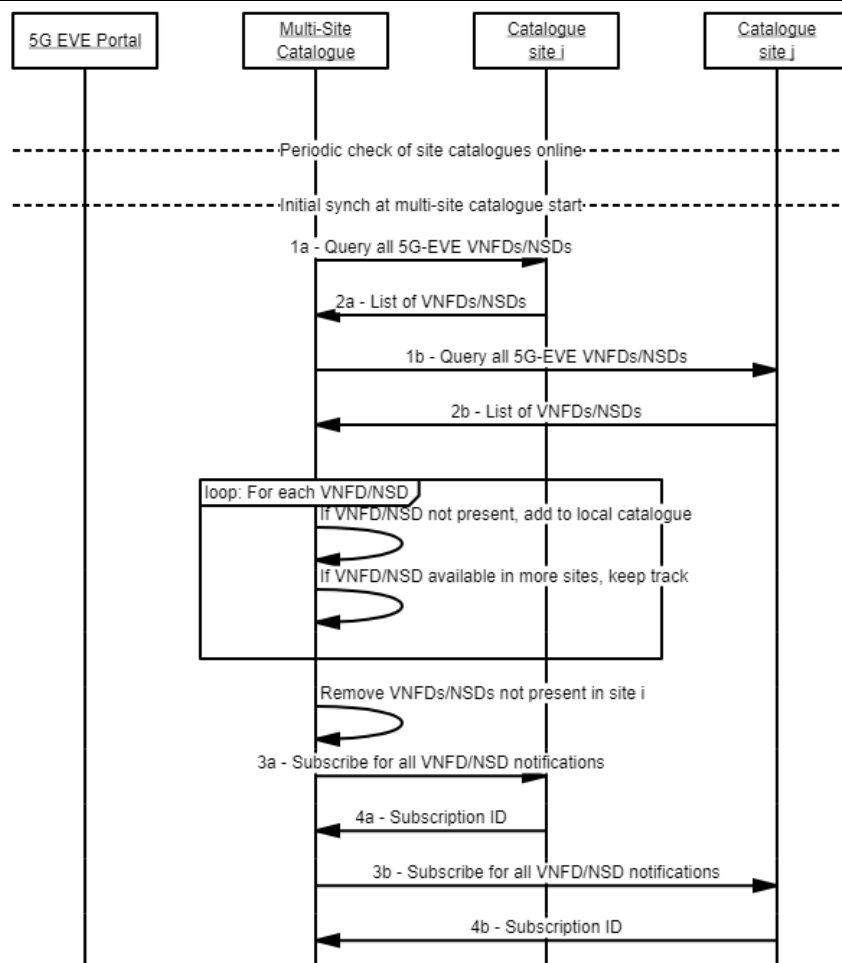 5G EVE Portal
Multi-Site
Catalogue
Catalogue
site i
Catalogue
site j
Periodic check of site catalogues online
Initial synch at multi-site catalogue start
1a - Query all 5G-EVE VNFDs/NSDs
2a - List of VNFDs/NSDs
1b - Query all 5G-EVE VNFDs/NSDs
2b - List of VNFDs/NSDs
loop: For each VNFD/NSD
If VNFD/NSD not present, add to local catalogue
If VNFD/NSD available in more sites, keep track
Remove VNFDs/NSDs not present in site i
3a - Subscribe for all VNFD/NSD notifications
4a - Subscription ID
3b - Subscribe for all VNFD/NSD notifications
4b - Subscription ID